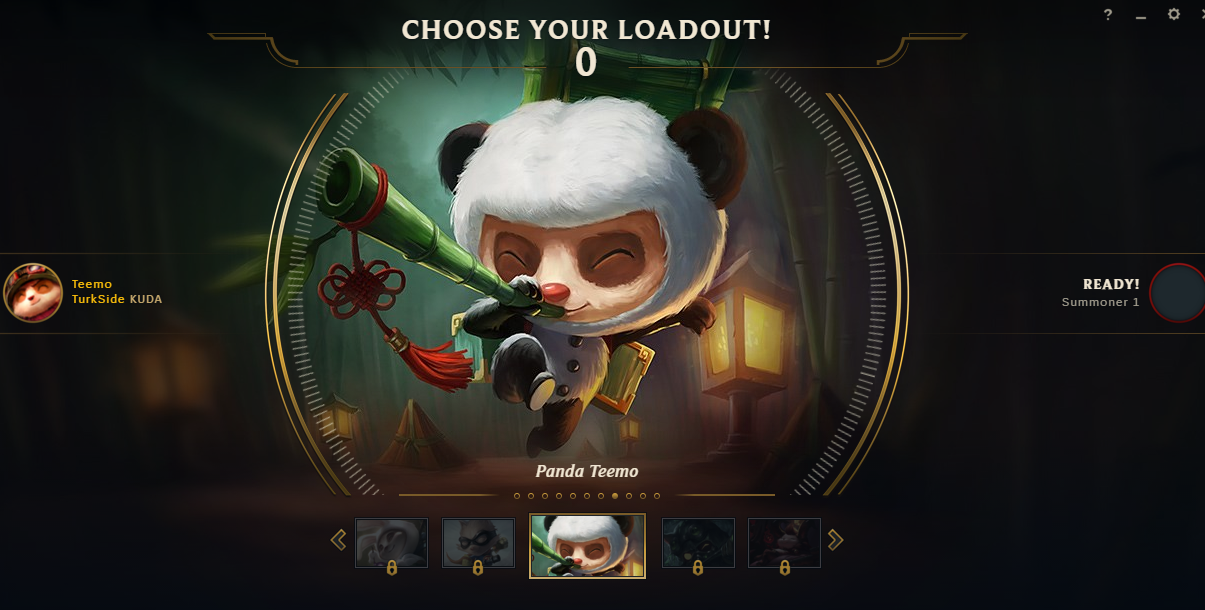 ?
CHOOSE YOUR LOADOUT!
0
Teemo
TurkSide KUDA
READY!
Summoner 1
Panda Teemo